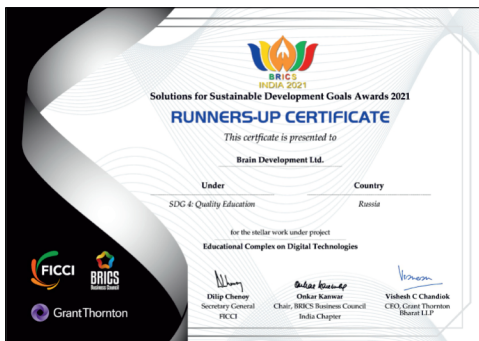 BRICS
INDIA 2021
Solutions for Sustainable Development Goals Awards 2021
RUNNERS-UP CERTIFICATE
This certficate is presented to
Brain Development Ltd.
Under Country
SDG 4: Quality Education Russia
for the stellar work under project
Educational Complex on Digital Technologies
FICCI
BRICS
Business Council
Grant Thornton
Dilip Chenoy
Secretary General
FICCI
Onkar Kanwar
Chair, BRICS Business Council
India Chapter
Vishesh C Chandiok
CEO, Grant Thornton
Bharat LLP